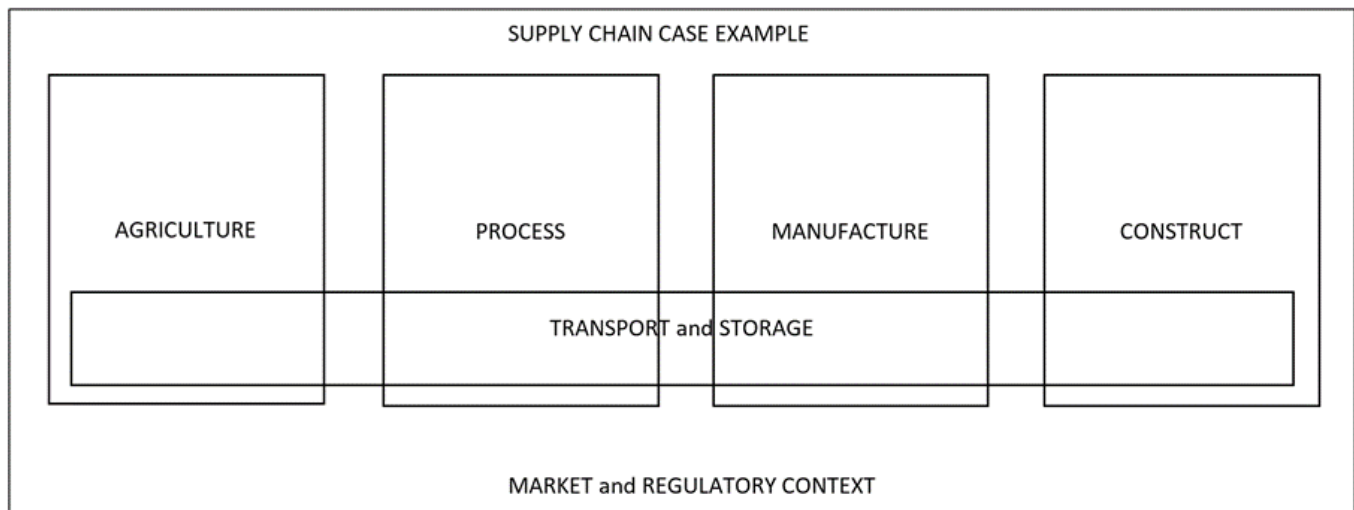 SUPPLY CHAIN CASE EXAMPLE
AGRICULTURE
PROCESS
MANUFACTURE
CONSTRUCT
TRANSPORT and STORAGE
MARKET and REGULATORY CONTEXT